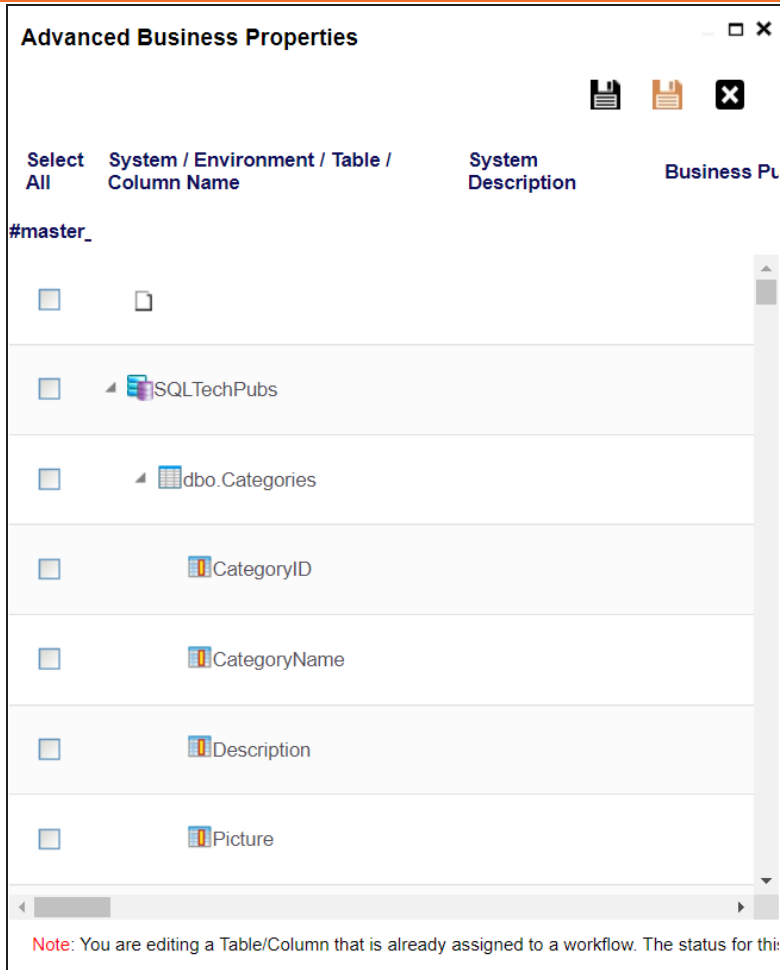 Advanced Business Properties
Select All
System / Environment / Table / Column Name
System Description
Business Pu
#master_
SQLTechPubs
dbo.Categories
CategoryID
CategoryName
Description
Picture
Note: You are editing a Table/Column that is already assigned to a workflow. The status for this